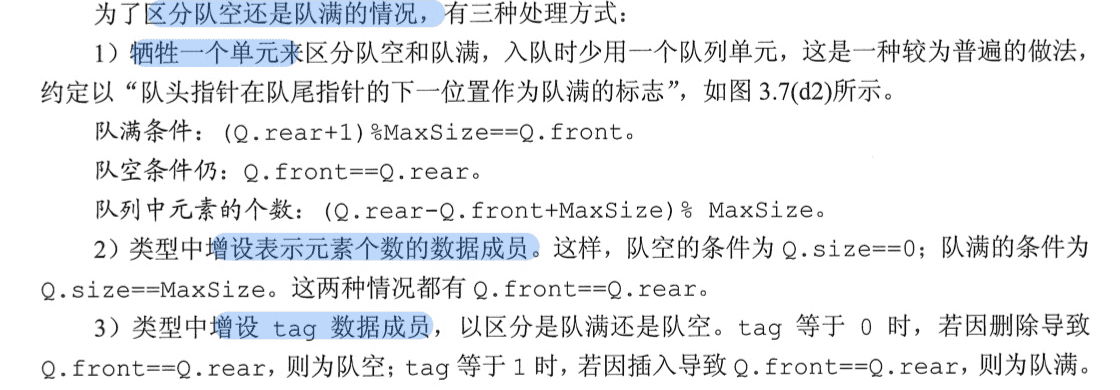 为了区分队空还是队满的情况，有三种处理方式：
1）牺牲一个单元来区分队空和队满，入队时少用一个队列单元，这是一种较为普遍的做法，
约定以“队头指针在队尾指针的下一位置作为队满的标志”，如图 3.7(d2)所示。
队满条件：(Q.rear+1)%MaxSize==Q.front。
队空条件仍：Q.front==Q.rear。
队列中元素的个数：(Q.rear-Q.front+MaxSize)% MaxSize。
2）类型中增设表示元素个数的数据成员。这样，队空的条件为 Q.size==0；队满的条件为
Q.size==MaxSize。这两种情况都有 Q.front==Q.rear。
3）类型中增设 tag 数据成员，以区分是队满还是队空。tag 等于 0 时，若因删除导致
Q.front==Q.rear，则为队空；tag 等于 1 时，若因插入导致 Q.front==Q.rear，则为队满。